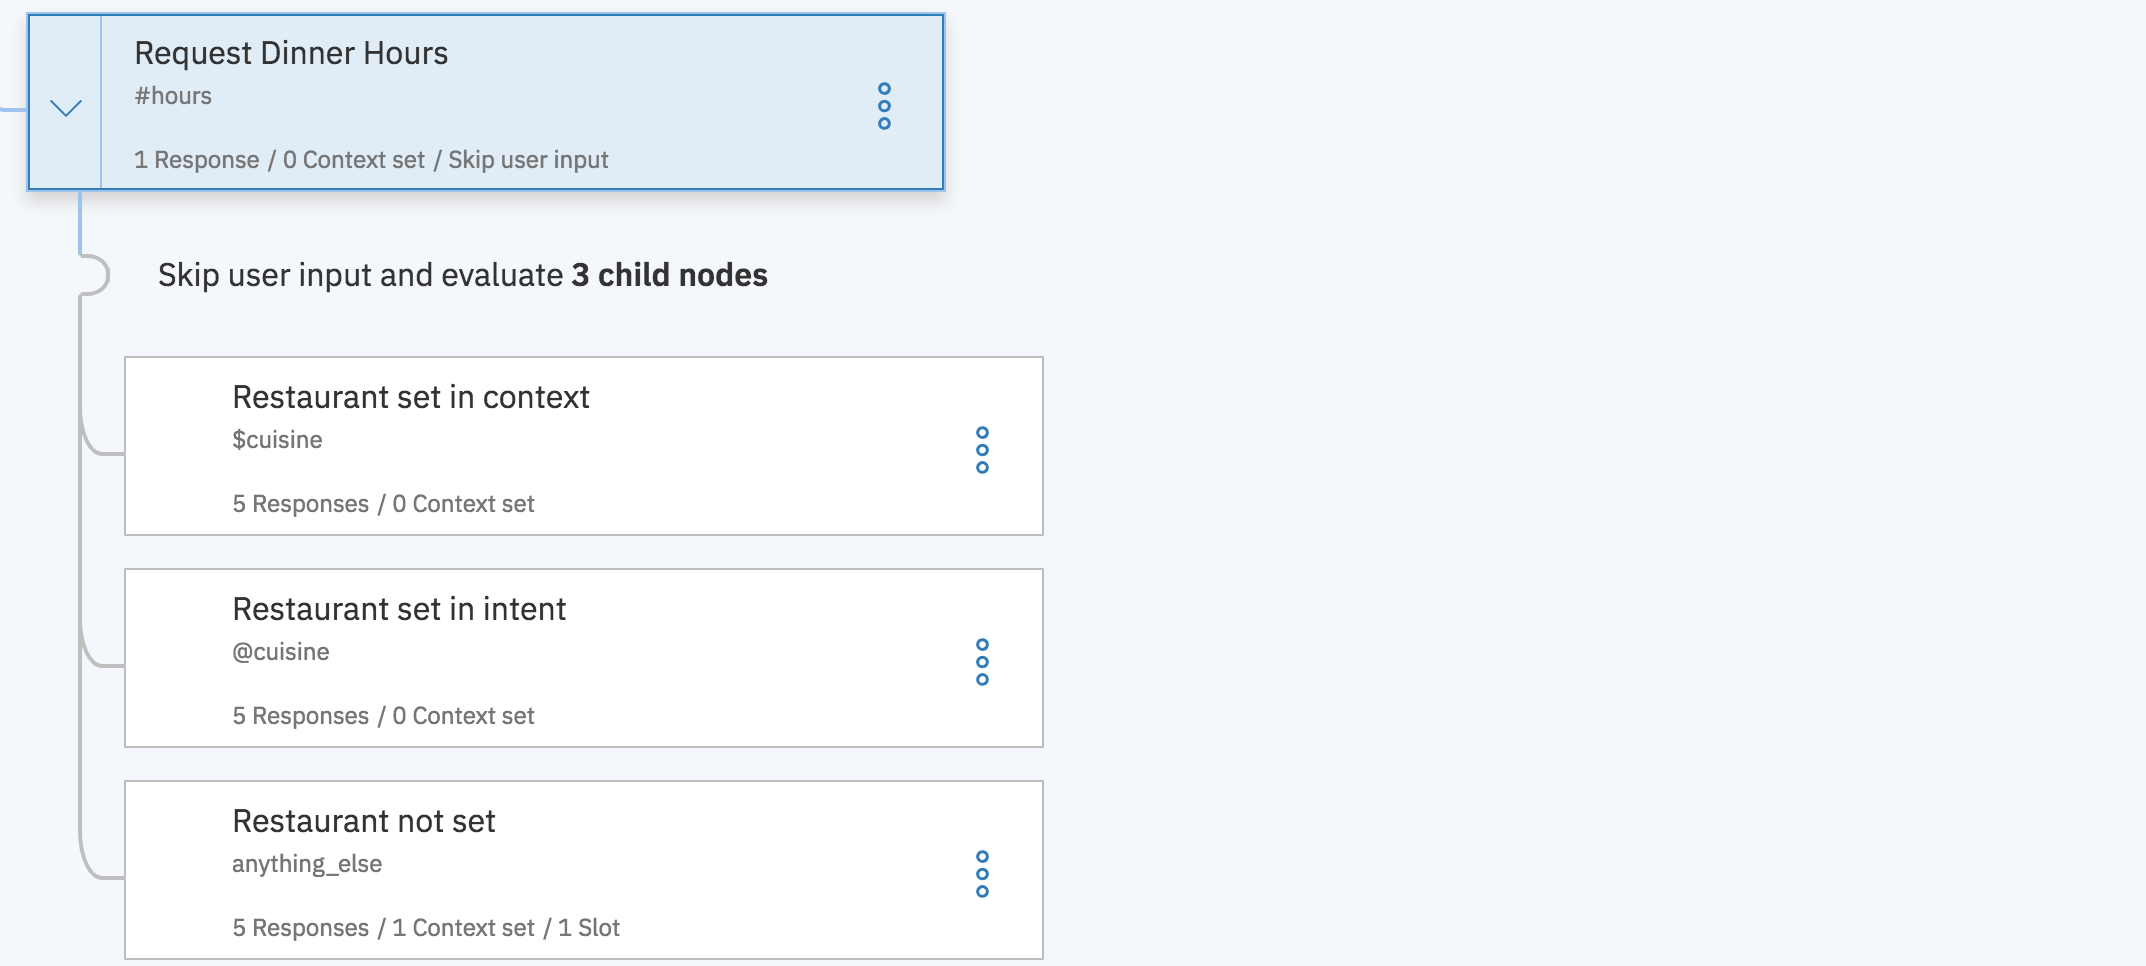 Request Dinner Hours
#hours
1 Response / 0 Context set / Skip user input
Skip user input and evaluate 3 child nodes
Restaurant set in context
$cuisine
5 Responses / 0 Context set
Restaurant set in intent
@cuisine
5 Responses / 0 Context set
Restaurant not set
anything_else
5 Responses / 1 Context set / 1 Slot